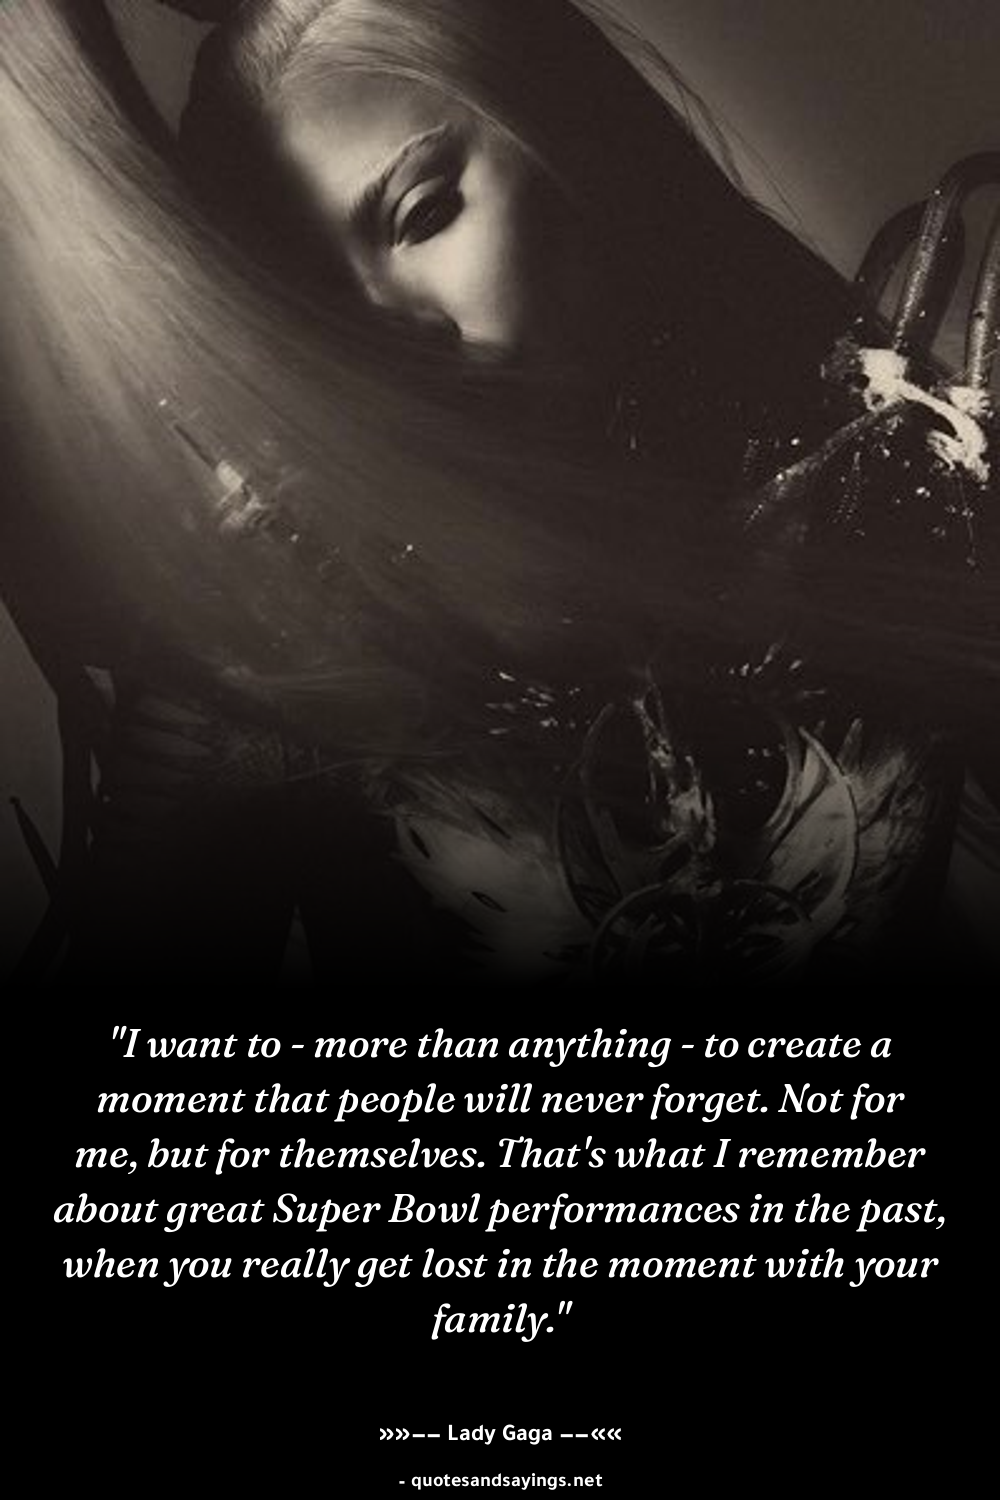 "I want to - more than anything - to create a
moment that people will never forget. Not for
me, but for themselves. That's what I remember
about great Super Bowl performances in the past,
when you really get lost in the moment with your
family."
»»–– Lady Gaga ––««
- quotesandsayings.net